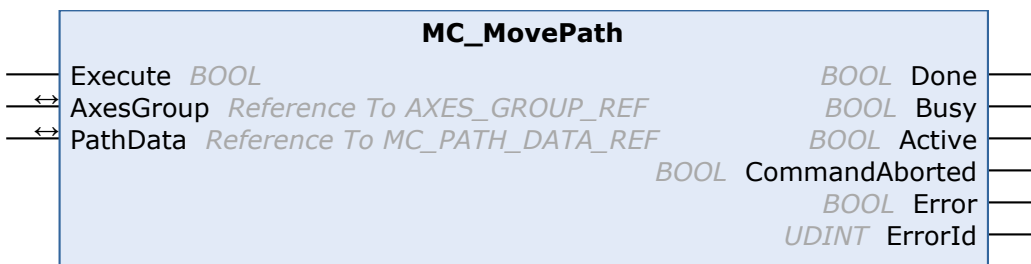 MC_MovePath
Execute BOOL BOOL Done
↔ AxesGroup Reference To AXES_GROUP_REF BOOL Busy
↔ PathData Reference To MC_PATH_DATA_REF BOOL Active
BOOL CommandAborted
BOOL Error
UDINT ErrorId